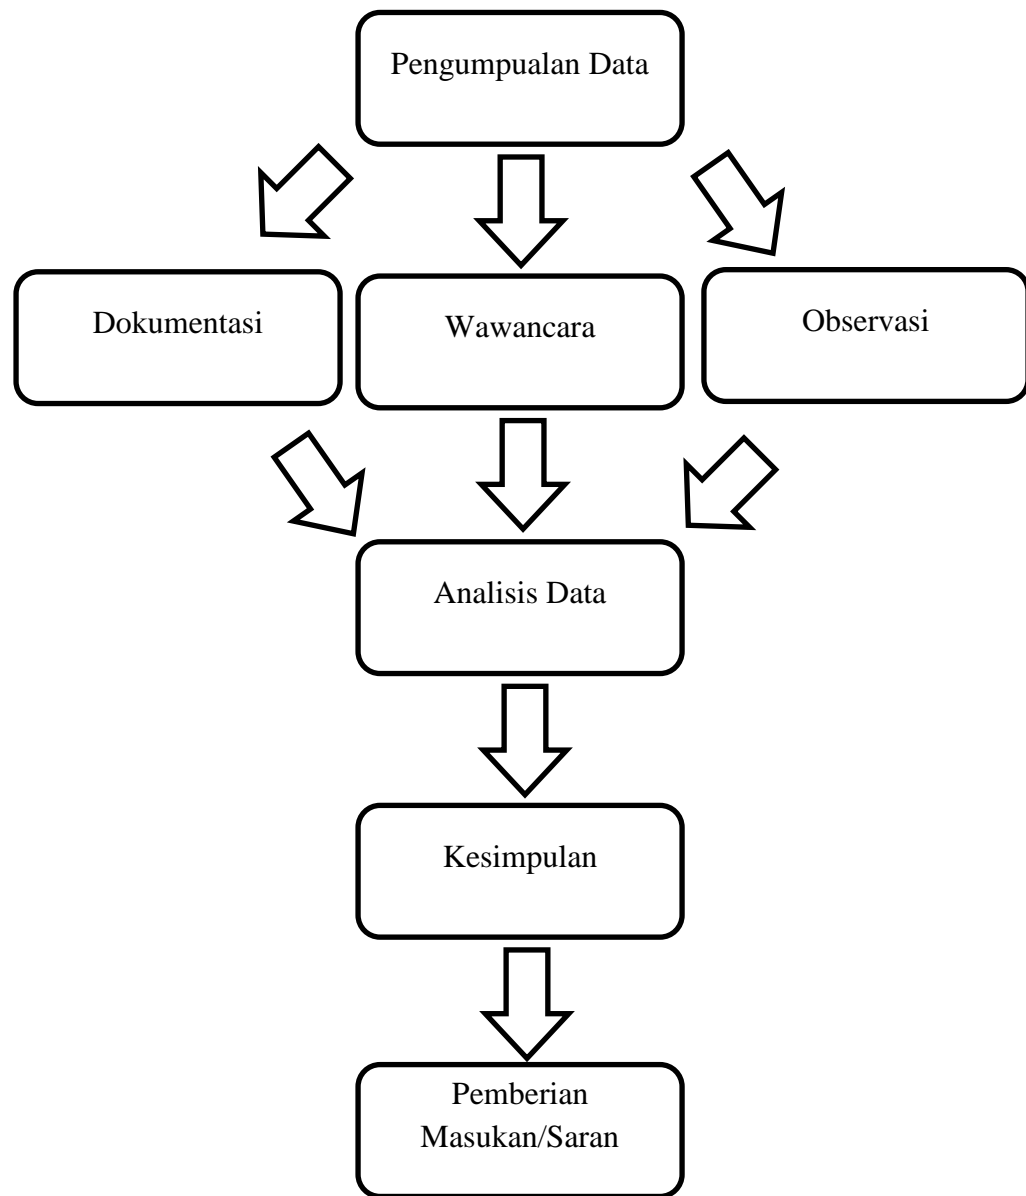 Pengumpualan Data
Dokumentasi
Wawancara
Observasi
Analisis Data
Kesimpulan
Pemberian
Masukan/Saran